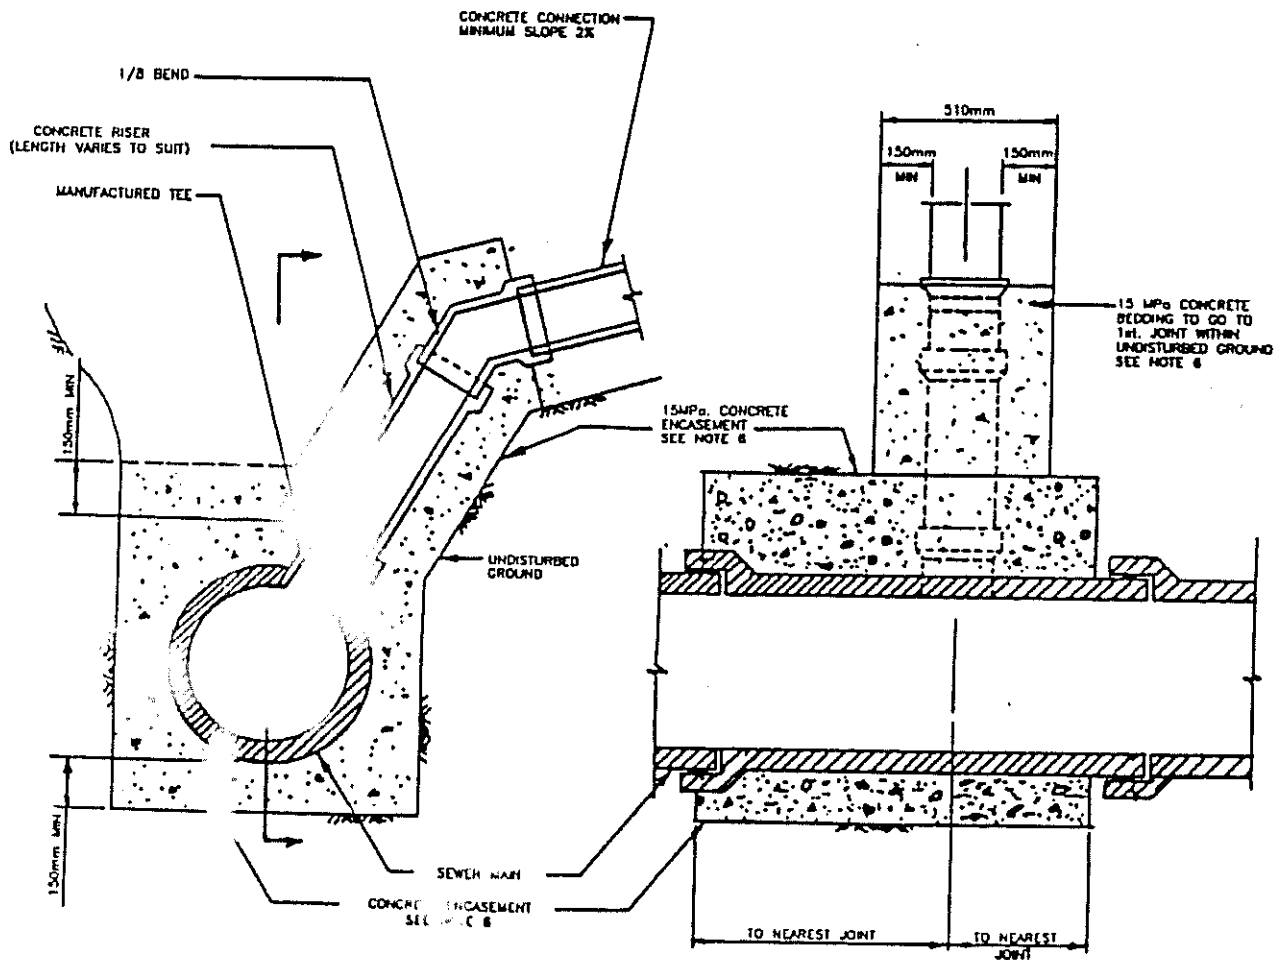 CONCRETE CONNECTION
MINIMUM SLOPE 2%
1/8 BEND
CONCRETE RISER
(LENGTH VARIES TO SUIT)
MANUFACTURED TEE
510mm
150mm
MIN
150mm
MIN
15 MPa CONCRETE
BEDDING TO GO TO
1st. JOINT WITHIN
UNDISTURBED GROUND
SEE NOTE 6
150mm MIN
15MPa. CONCRETE
ENCASEMENT
SEE NOTE 6
UNDISTURBED
GROUND
150mm MIN
SEWER MAIN
ENCASEMENT
6
TO NEAREST JOINT
TO NEAREST
JOINT